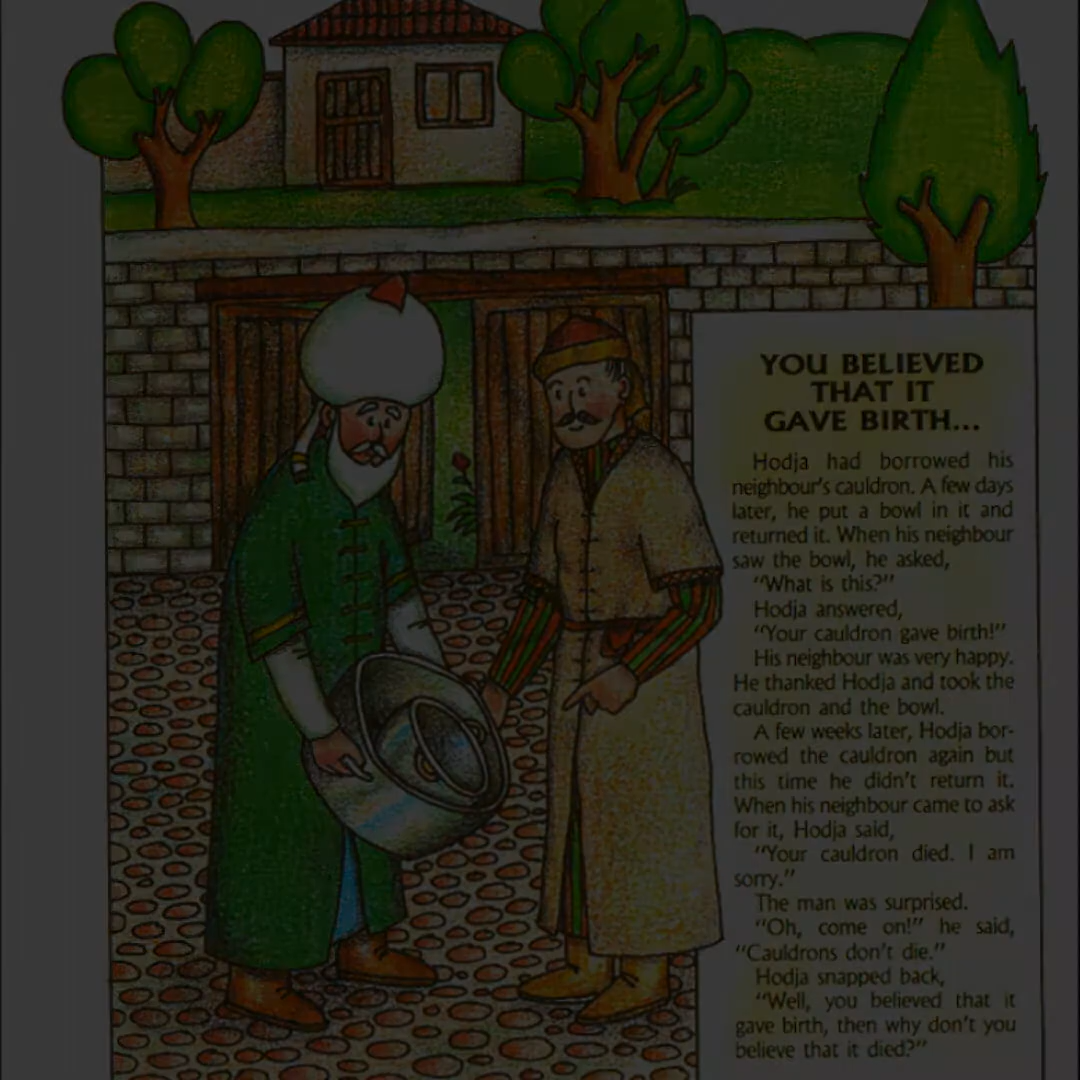 YOU BELIEVED
THAT IT
GAVE BIRTH...
Hodja had borrowed his
neighbour's cauldron. A few days
later, he put a bowl in it and
returned it. When his neighbour
saw the bowl, he asked,
"What is this?"
Hodja answered,
"Your cauldron gave birth!"
His neighbour was very happy.
He thanked Hodja and took the
cauldron and the bowl.
A few weeks later, Hodja bor-
rowed the cauldron again but
this time he didn't return it.
When his neighbour came to ask
for it, Hodja said,
"Your cauldron died. I am
sorry."
The man was surprised.
"Oh, come on!" he said,
"Cauldrons don't die."
Hodja snapped back,
"Well, you believed that it
gave birth, then why don't you
believe that it died?"